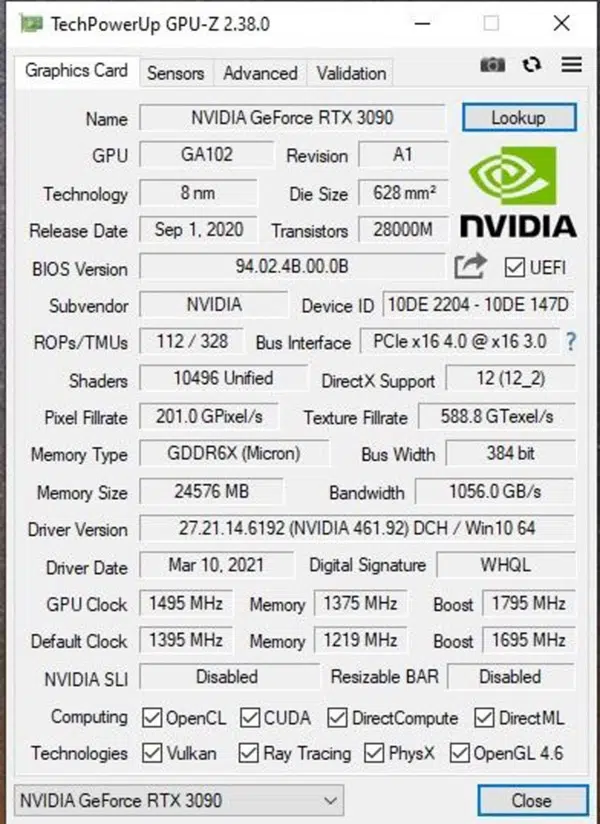 TechPowerUp GPU-Z 2.38.0
Graphics Card Sensors Advanced Validation
Name NVIDIA GeForce RTX 3090 Lookup
GPU GA102 Revision A1
Technology 8 nm Die Size 628 mm²
Release Date Sep 1, 2020 Transistors 28000M
NVIDIA
BIOS Version 94.02.4B.00.0B UEFI
Subvendor NVIDIA Device ID 10DE 2204 - 10DE 147D
ROPs/TMUs 112 / 328 Bus Interface PCIe x16 4.0 @ x16 3.0 ?
Shaders 10496 Unified DirectX Support 12 (12_2)
Pixel Fillrate 201.0 GPixel/s Texture Fillrate 588.8 GTexel/s
Memory Type GDDR6X (Micron) Bus Width 384 bit
Memory Size 24576 MB Bandwidth 1056.0 GB/s
Driver Version 27.21.14.6192 (NVIDIA 461.92) DCH / Win10 64
Driver Date Mar 10, 2021 Digital Signature WHQL
GPU Clock 1495 MHz Memory 1375 MHz Boost 1795 MHz
Default Clock 1395 MHz Memory 1219 MHz Boost 1695 MHz
NVIDIA SLI Disabled Resizable BAR Disabled
Computing OpenCL CUDA DirectCompute DirectML
Technologies Vulkan Ray Tracing PhysX OpenGL 4.6
NVIDIA GeForce RTX 3090 Close